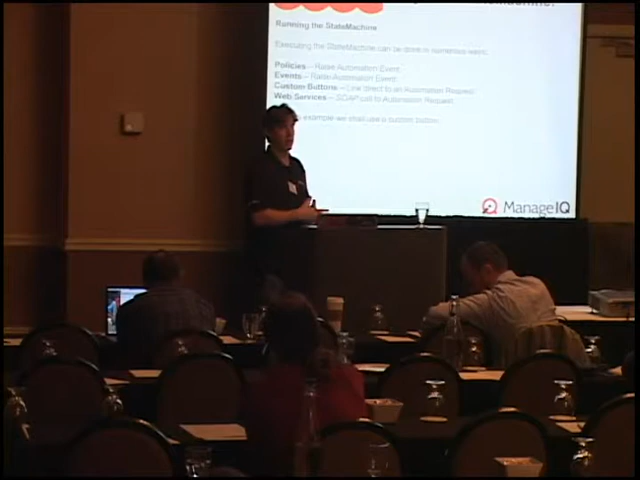 Running the StateMachine
Executing the StateMachine can be done in numerous ways:
Policies – Raise Automation Event.
Events – Raise Automation Event.
Custom Buttons – Link direct to an Automation Request.
Web Services – SOAP call to Automation Request.
example we shall use a custom button.
ManageIQ